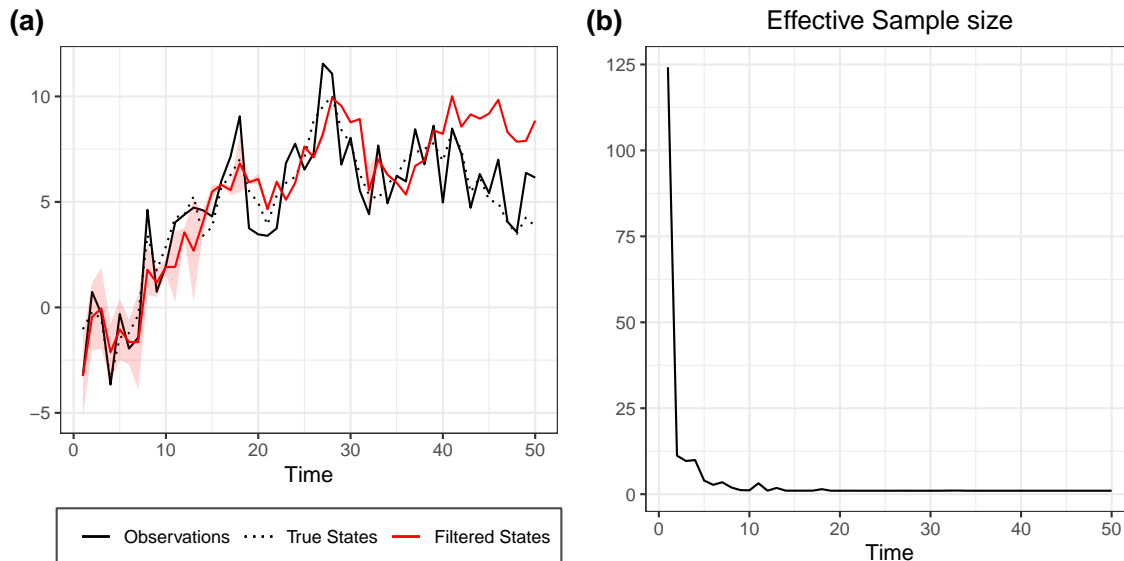 (a)
10
5
0
−5
0 10 20 30 40 50
Time
Observations True States Filtered States
(b) Effective Sample size
125
100
75
50
25
0
0 10 20 30 40 50
Time